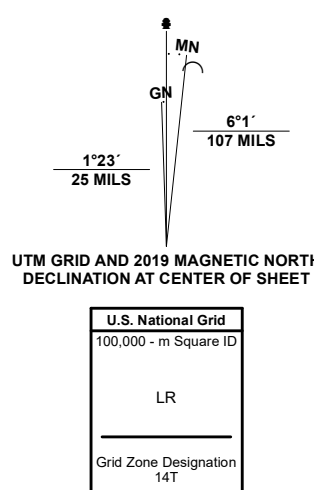 MN
GN
6°1´
107 MILS
1°23´
25 MILS
UTM GRID AND 2019 MAGNETIC NORTH
DECLINATION AT CENTER OF SHEET
U.S. National Grid
100,000 - m Square ID
LR
Grid Zone Designation
14T